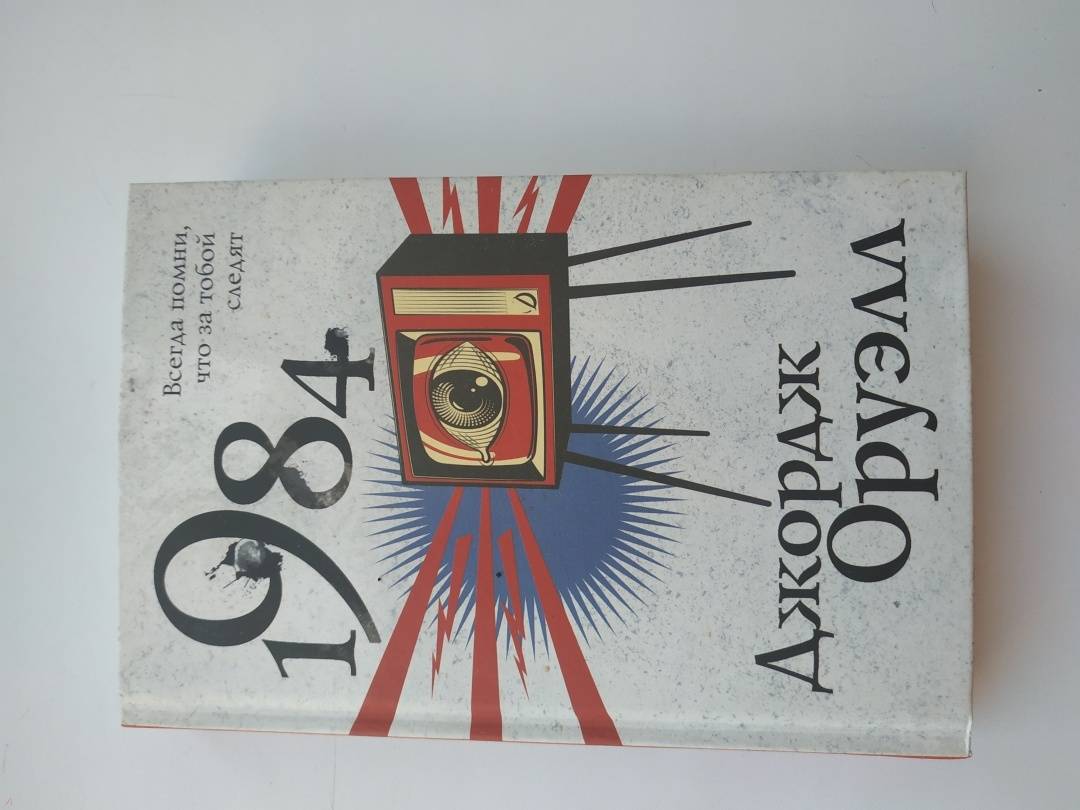 Всегда помни,
что за тобой
следят
1984
Джордж
Оруэлл